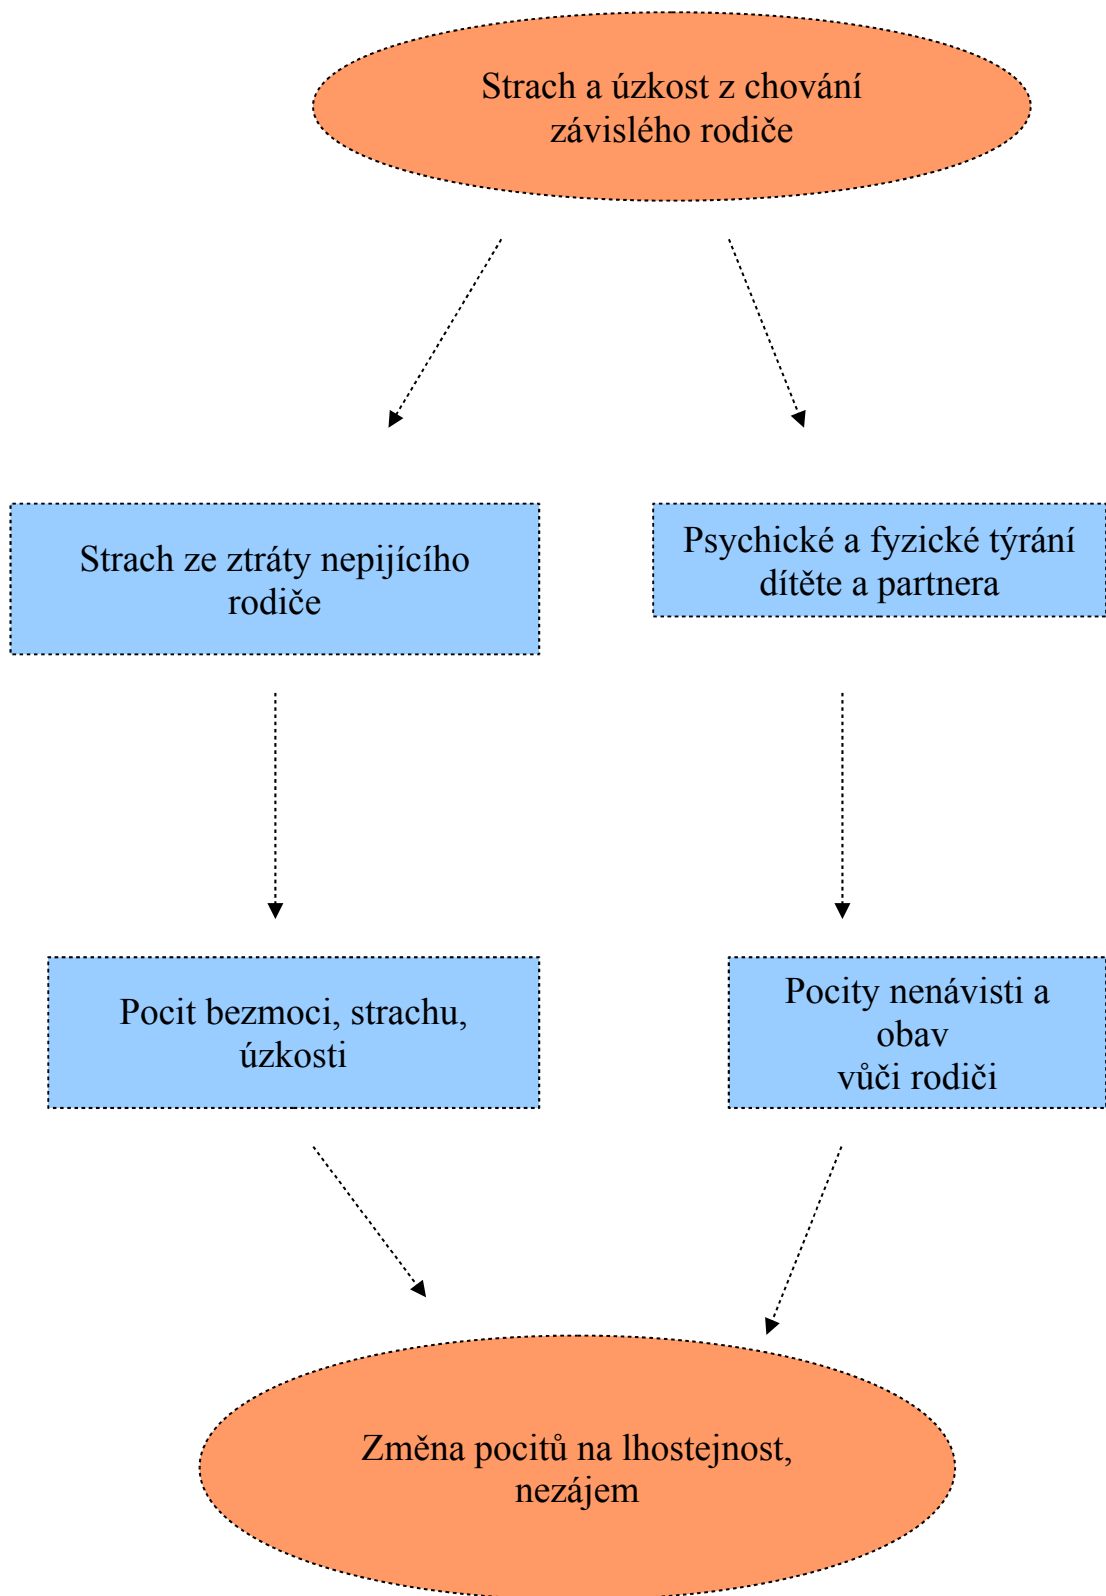 Strach a úzkost z chování
závislého rodiče
Strach ze ztráty nepijícího
rodiče
Psychické a fyzické týrání
dítěte a partnera
Pocit bezmoci, strachu,
úzkosti
Pocity nenávisti a
obav
vůči rodiči
Změna pocitů na lhostejnost,
nezájem